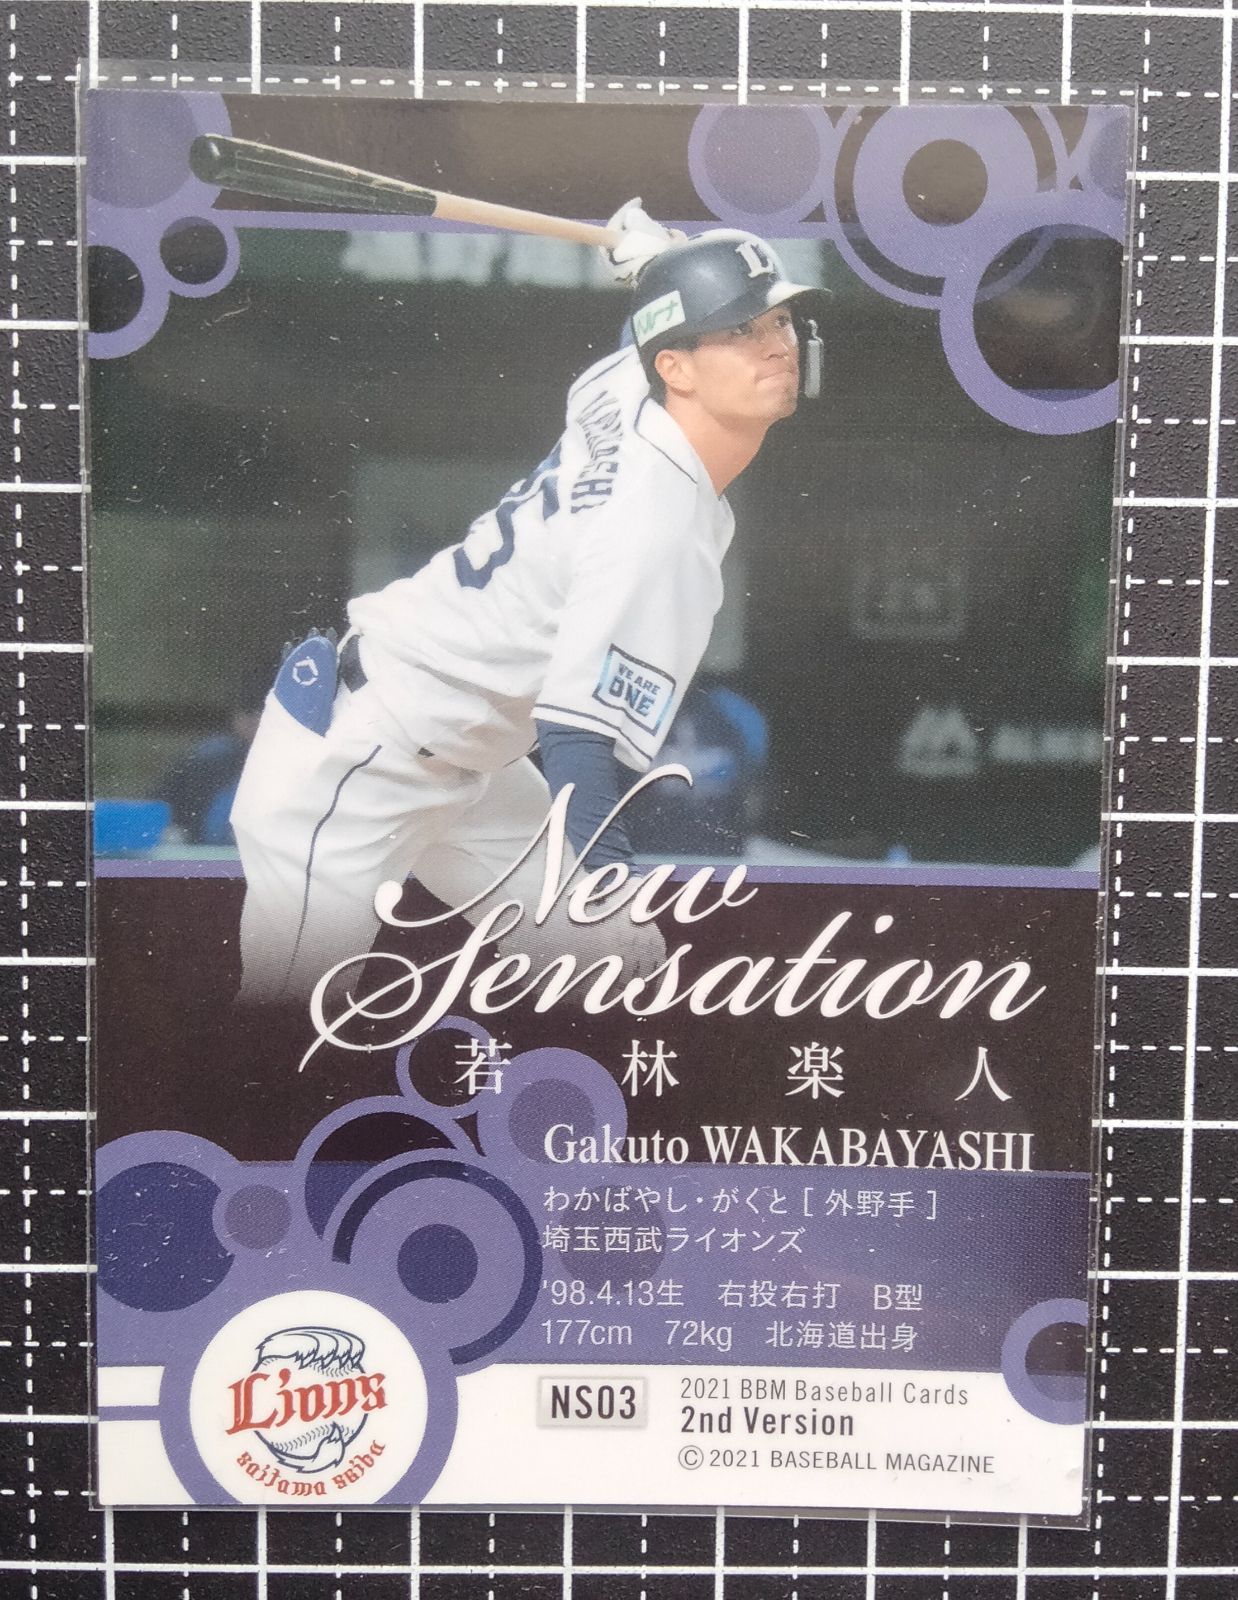 WE ARE
ONE
New
Sensation
若林楽人
Gakuto WAKABAYASHI
わかばやし・がくと [ 外野手 ]
埼玉西武ライオンズ
'98.4.13生 右投右打 B型
177cm 72kg 北海道出身
Lions
saitama seibu
NS03
2021 BBM Baseball Cards
2nd Version
© 2021 BASEBALL MAGAZINE